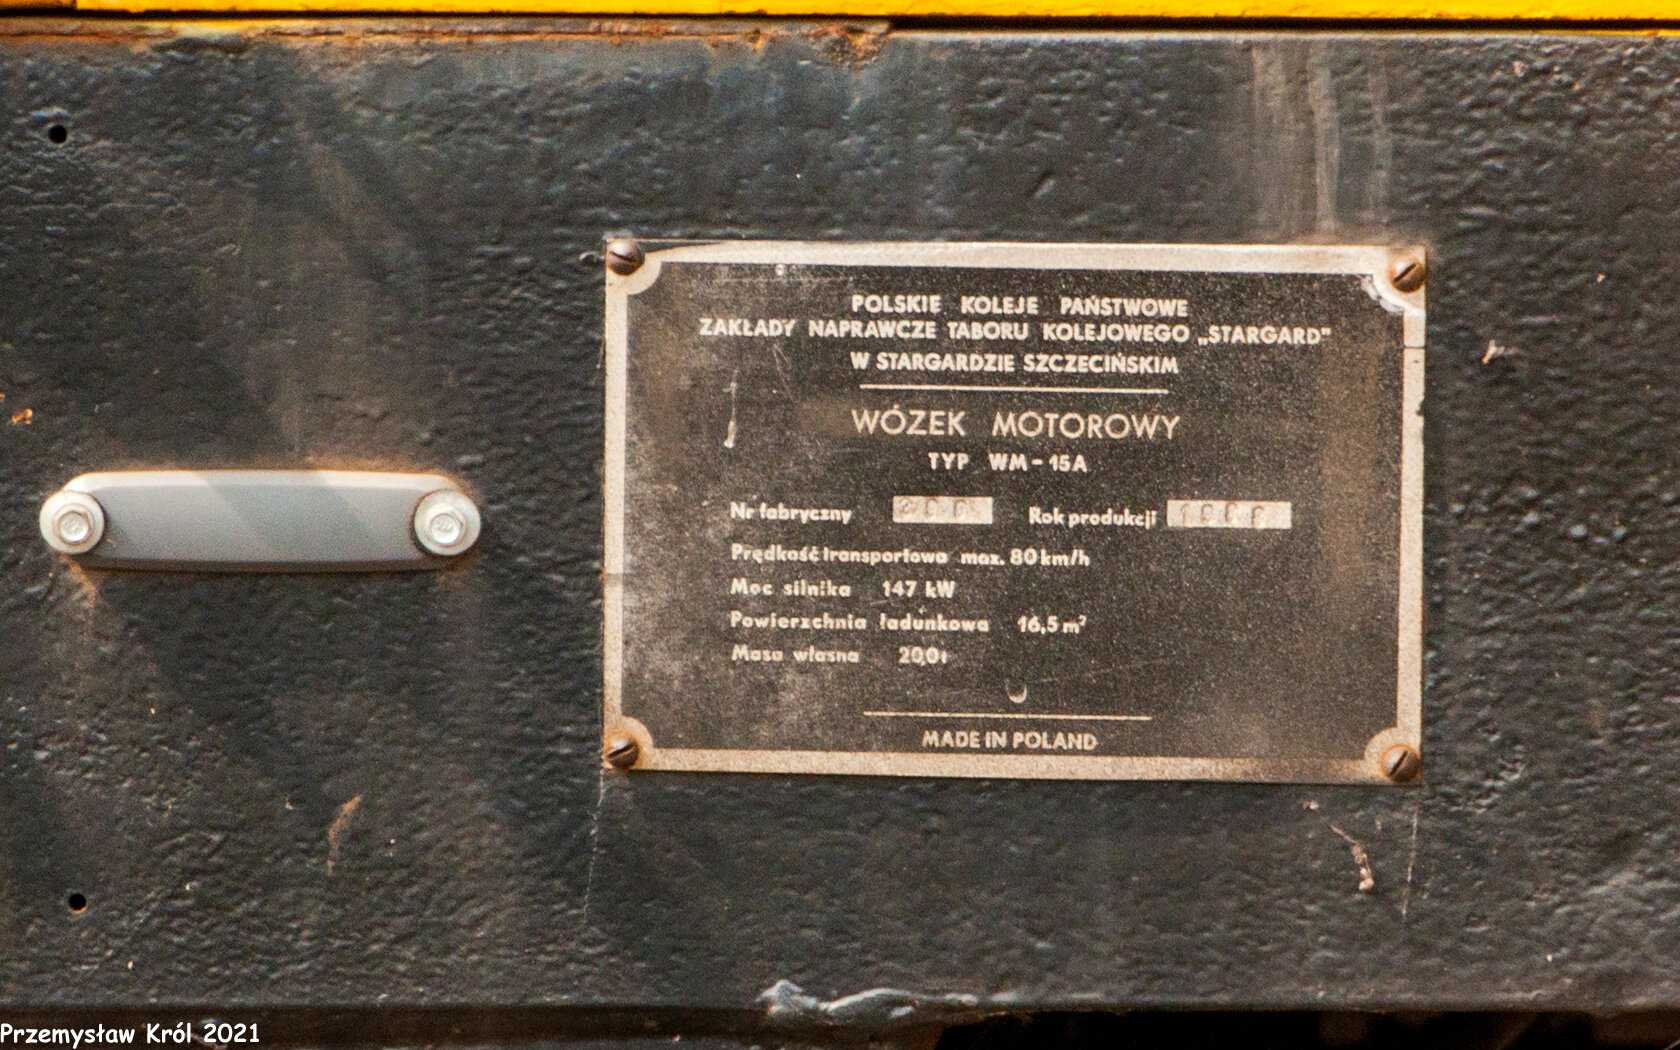 POLSKIE KOLEJE PAŃSTWOWE
ZAKŁADY NAPRAWCZE TABORU KOLEJOWEGO „STARGARD"
W STARGARDZIE SZCZECIŃSKIM
WÓZEK MOTOROWY
TYP WM-15A
Nr fabryczny Rok produkcji
Prędkość transportowa max. 80 km/h
Moc silnika 147 kW
Powierzchnia ładunkowa 16,5 m²
Masa własna 20,0 t
MADE IN POLAND
Przemysław Król 2021